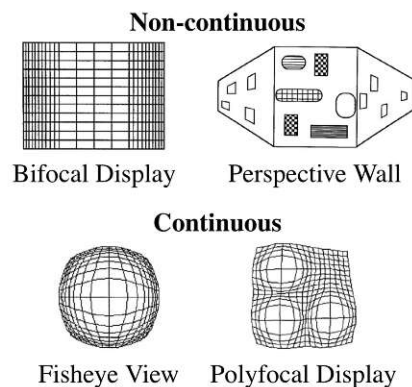 Non-continuous
Bifocal Display
Perspective Wall
Continuous
Fisheye View
Polyfocal Display